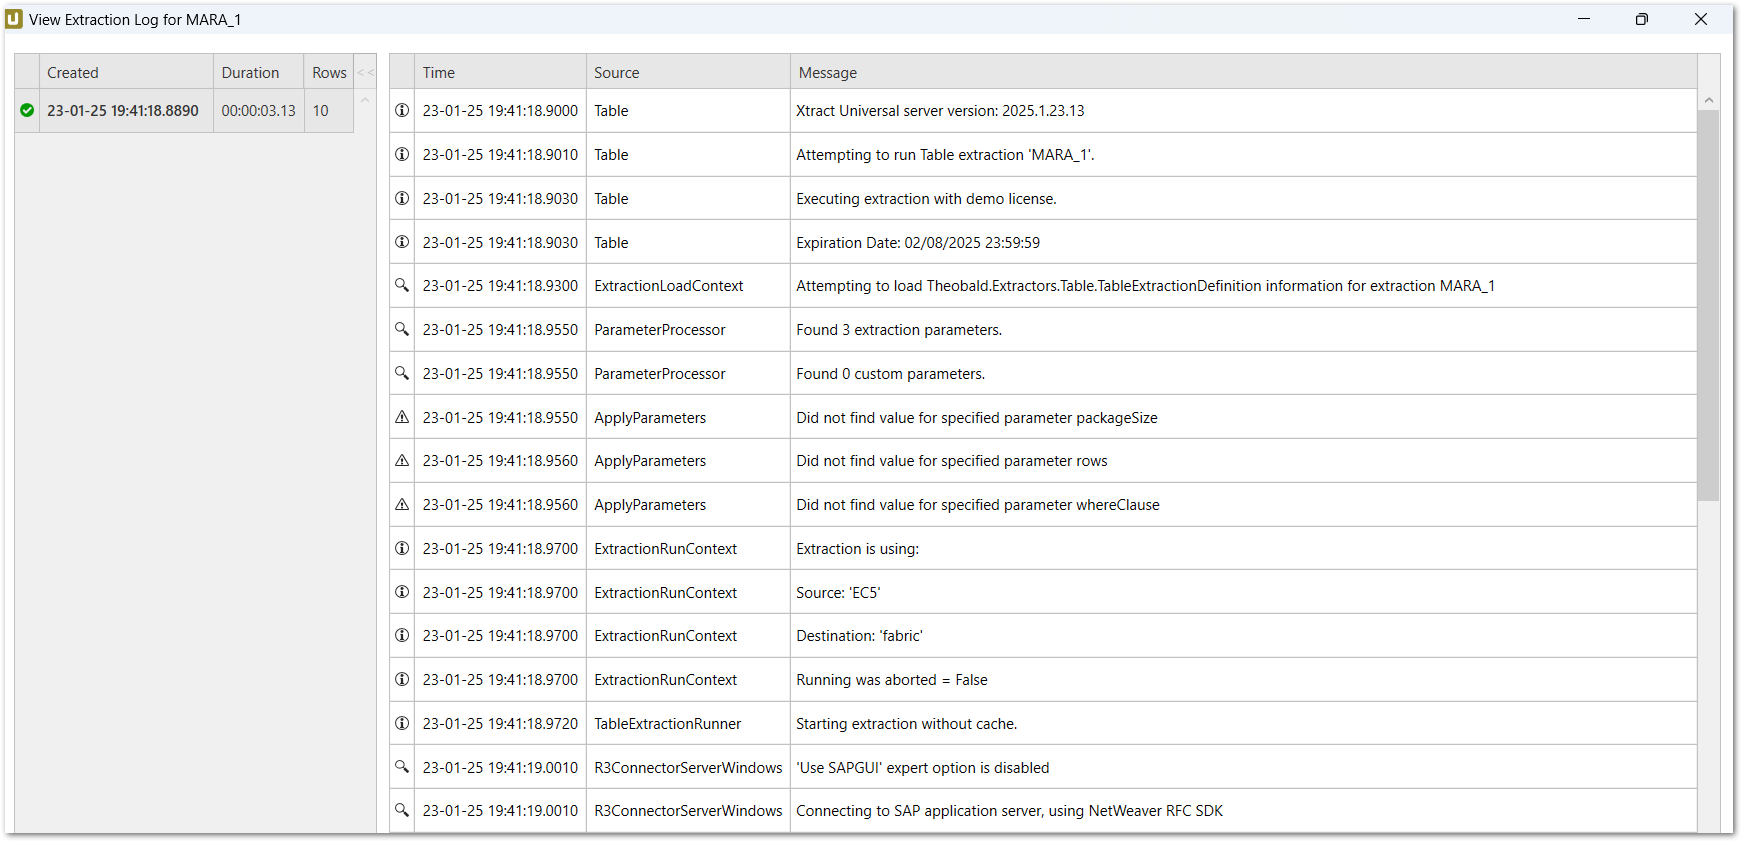 View Extraction Log for MARA_1
Created Duration Rows <<
23-01-25 19:41:18.8890 00:00:03.13 10
Time Source Message
23-01-25 19:41:18.9000 Table Xtract Universal server version: 2025.1.23.13
23-01-25 19:41:18.9010 Table Attempting to run Table extraction 'MARA_1'.
23-01-25 19:41:18.9030 Table Executing extraction with demo license.
23-01-25 19:41:18.9030 Table Expiration Date: 02/08/2025 23:59:59
23-01-25 19:41:18.9300 ExtractionLoadContext Attempting to load Theobald.Extractors.Table.TableExtractionDefinition information for extraction MARA_1
23-01-25 19:41:18.9550 ParameterProcessor Found 3 extraction parameters.
23-01-25 19:41:18.9550 ParameterProcessor Found 0 custom parameters.
23-01-25 19:41:18.9550 ApplyParameters Did not find value for specified parameter packageSize
23-01-25 19:41:18.9560 ApplyParameters Did not find value for specified parameter rows
23-01-25 19:41:18.9560 ApplyParameters Did not find value for specified parameter whereClause
23-01-25 19:41:18.9700 ExtractionRunContext Extraction is using:
23-01-25 19:41:18.9700 ExtractionRunContext Source: 'EC5'
23-01-25 19:41:18.9700 ExtractionRunContext Destination: 'fabric'
23-01-25 19:41:18.9700 ExtractionRunContext Running was aborted = False
23-01-25 19:41:18.9720 TableExtractionRunner Starting extraction without cache.
23-01-25 19:41:19.0010 R3ConnectorServerWindows 'Use SAPGUI' expert option is disabled
23-01-25 19:41:19.0010 R3ConnectorServerWindows Connecting to SAP application server, using NetWeaver RFC SDK